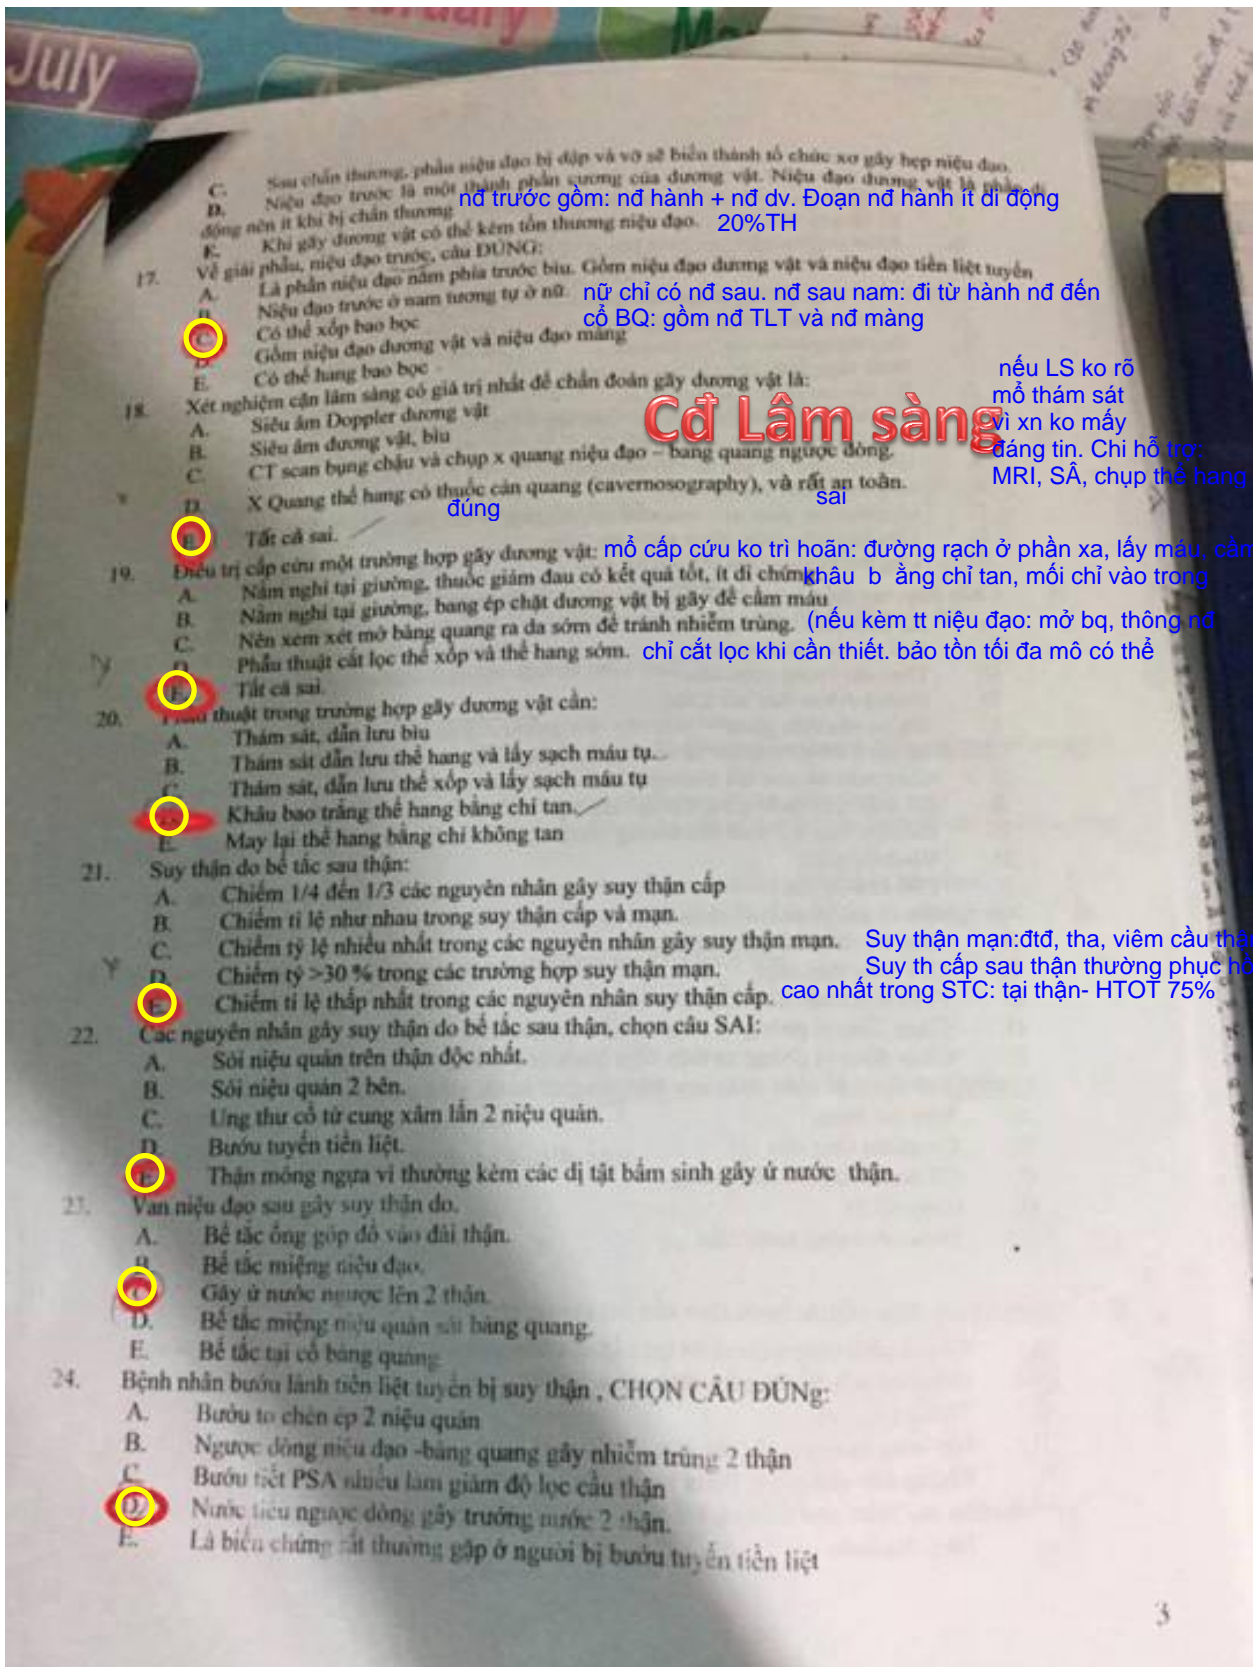 July
C. Sau chấn thương, phần niệu đạo bị dập và vỡ sẽ biến thành tổ chức xơ gây hẹp niệu đạo.
D. Niệu đạo trước là một thành phần cương của dương vật. Niệu đạo dương vật là phần di
động nên ít khi bị chấn thương
nđ trước gồm: nđ hành + nđ dv. Đoạn nđ hành ít di động
E. Khi gãy dương vật có thể kèm tổn thương niệu đạo. 20%TH
17. Về giải phẫu, niệu đạo trước, câu ĐÚNG:
A. Là phần niệu đạo nằm phía trước bìu. Gồm niệu đạo dương vật và niệu đạo tiền liệt tuyến
B. Niệu đạo trước ở nam tương tự ở nữ. nữ chỉ có nđ sau. nđ sau nam: đi từ hành nđ đến
C. Có thể xốp bao bọc cổ BQ: gồm nđ TLT và nđ màng
D. Gồm niệu đạo dương vật và niệu đạo màng
E. Có thể hang bao bọc
18. Xét nghiệm cận lâm sàng có giá trị nhất để chẩn đoán gãy dương vật là:
A. Siêu âm Doppler dương vật
B. Siêu âm dương vật, bìu
C. CT scan bụng chậu và chụp x quang niệu đạo – bàng quang ngược dòng.
Cđ Lâm sàng
nếu LS ko rõ
mổ thám sát
vì xn ko mấy
đáng tin. Chi hỗ trợ:
MRI, SÂ, chụp thể hang
D. X Quang thể hang có thuốc cản quang (cavernosography), và rất an toàn.
đúng sai
E. Tất cả sai.
19. Điều trị cấp cứu một trường hợp gãy dương vật: mổ cấp cứu ko trì hoãn: đường rạch ở phần xa, lấy máu, cầm
A. Nằm nghỉ tại giường, thuốc giảm đau có kết quả tốt, ít di chứng khâu b ằng chỉ tan, mối chỉ vào trong
B. Nằm nghỉ tại giường, bang ép chặt dương vật bị gãy để cầm máu
C. Nên xem xét mở bàng quang ra da sớm để tránh nhiễm trùng. (nếu kèm tt niệu đạo: mở bq, thông nđ
D. Phẫu thuật cắt lọc thể xốp và thể hang sớm. chỉ cắt lọc khi cần thiết. bảo tồn tối đa mô có thể
E. Tất cả sai.
20. Phẫu thuật trong trường hợp gãy dương vật cần:
A. Thám sát, dẫn lưu bìu
B. Thám sát dẫn lưu thể hang và lấy sạch máu tụ.
C. Thám sát, dẫn lưu thể xốp và lấy sạch máu tụ
D. Khâu bao trắng thể hang bằng chỉ tan.
E. May lại thể hang bằng chỉ không tan
21. Suy thận do bế tắc sau thận:
A. Chiếm 1/4 đến 1/3 các nguyên nhân gây suy thận cấp
B. Chiếm tỉ lệ như nhau trong suy thận cấp và mạn.
C. Chiếm tỷ lệ nhiều nhất trong các nguyên nhân gây suy thận mạn. Suy thận mạn:đtđ, tha, viêm cầu thận
D. Chiếm tỷ >30 % trong các trường hợp suy thận mạn. Suy th cấp sau thận thường phục hồ
E. Chiếm tỉ lệ thấp nhất trong các nguyên nhân suy thận cấp. cao nhất trong STC: tại thận- HTOT 75%
22. Các nguyên nhân gây suy thận do bế tắc sau thận, chọn câu SAI:
A. Sỏi niệu quản trên thận độc nhất.
B. Sỏi niệu quản 2 bên.
C. Ung thư cổ tử cung xâm lấn 2 niệu quản.
D. Bướu tuyến tiền liệt.
E. Thận móng ngựa vì thường kèm các dị tật bẩm sinh gây ứ nước thận.
23. Van niệu đạo sau gây suy thận do.
A. Bế tắc ống góp đổ vào đài thận.
B. Bế tắc miệng niệu đạo.
C. Gây ứ nước ngược lên 2 thận.
D. Bế tắc miệng niệu quản sát bàng quang.
E. Bế tắc tại cổ bàng quang
24. Bệnh nhân bướu lành tiền liệt tuyến bị suy thận , CHỌN CÂU ĐÚNg:
A. Bướu to chèn ép 2 niệu quản
B. Ngược dòng niệu đạo -bàng quang gây nhiễm trùng 2 thận
C. Bướu tiết PSA nhiều làm giảm độ lọc cầu thận
D. Nước tiểu ngược dòng gây trướng nước 2 thận.
E. Là biến chứng rất thường gặp ở người bị bướu tuyến tiền liệt
3